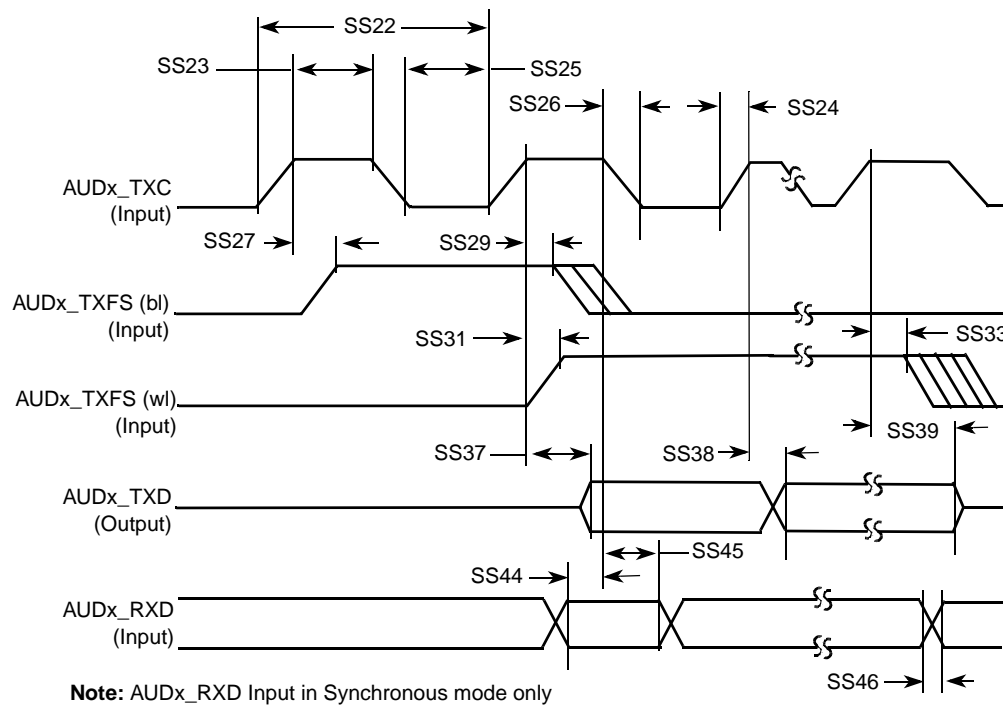 SS22
SS23
SS25
SS26
SS24
AUDx_TXC
(Input)
SS27
SS29
AUDx_TXFS (bl)
(Input)
SS31
SS33
AUDx_TXFS (wl)
(Input)
SS39
SS37
SS38
AUDx_TXD
(Output)
SS45
SS44
AUDx_RXD
(Input)
SS46
Note: AUDx_RXD Input in Synchronous mode only